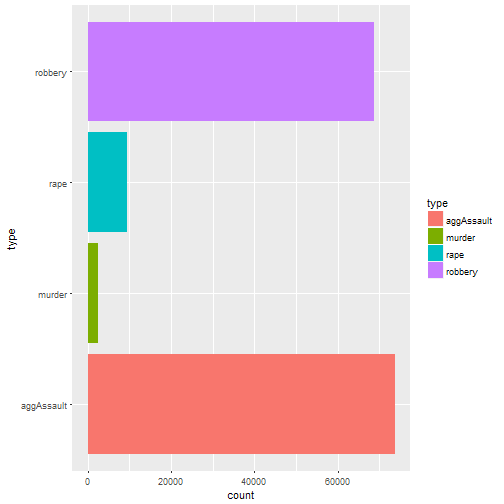 robbery
rape
murder
aggAssault
type
0
20000
40000
60000
count
type
aggAssault
murder
rape
robbery